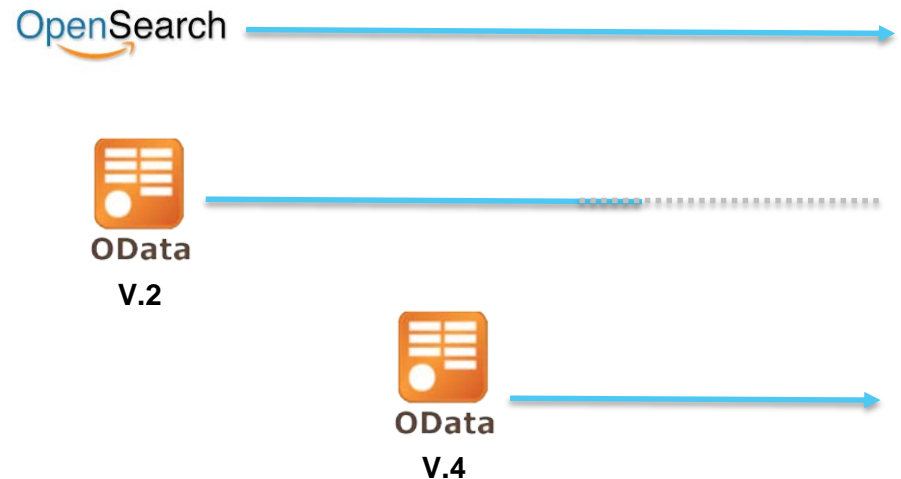 OpenSearch
OData
V.2
OData
V.4